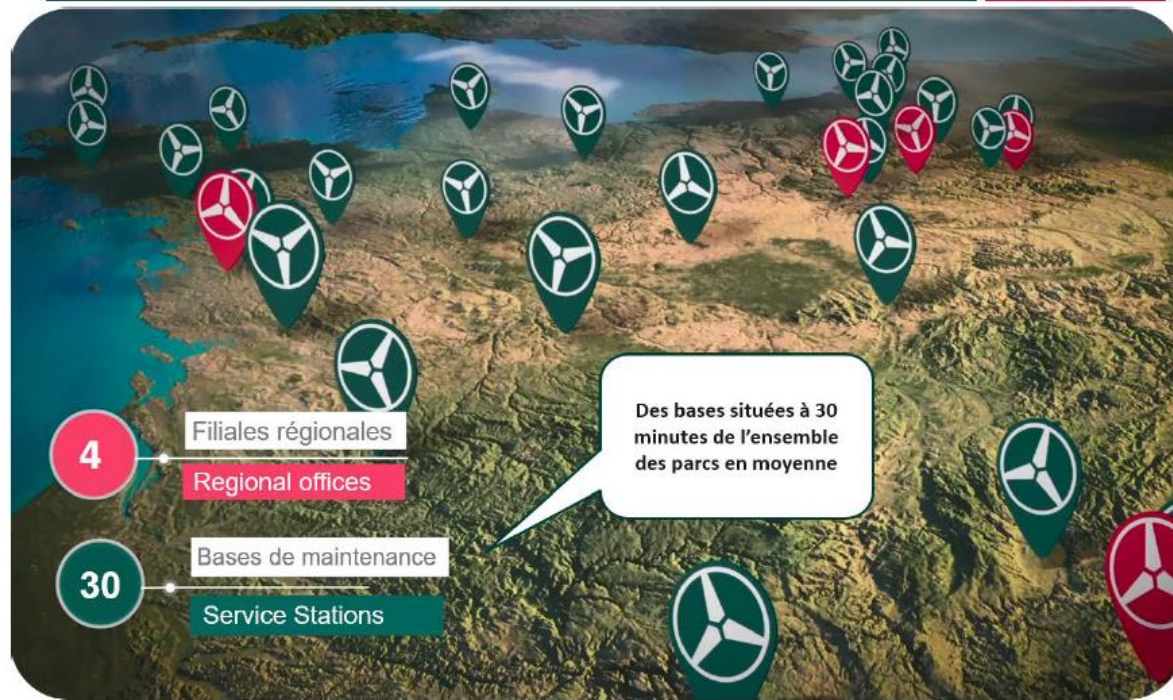 Des bases situées à 30
minutes de l'ensemble
des parcs en moyenne
4
Filiales régionales
Regional offices
30
Bases de maintenance
Service Stations